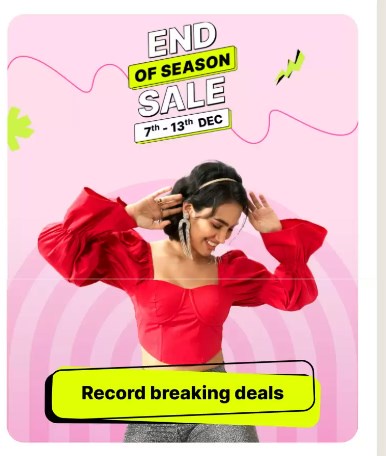 END
OF SEASON
SALE
7th - 13th DEC
Record breaking deals